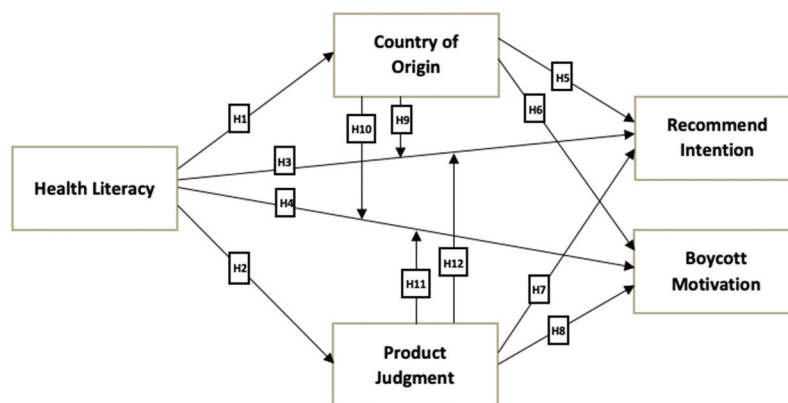 Country of
Origin
H5
H6
H1
H10
H9
Recommend
Intention
H3
Health Literacy
H4
Boycott
Motivation
H2
H11
H12
H7
H8
Product
Judgment